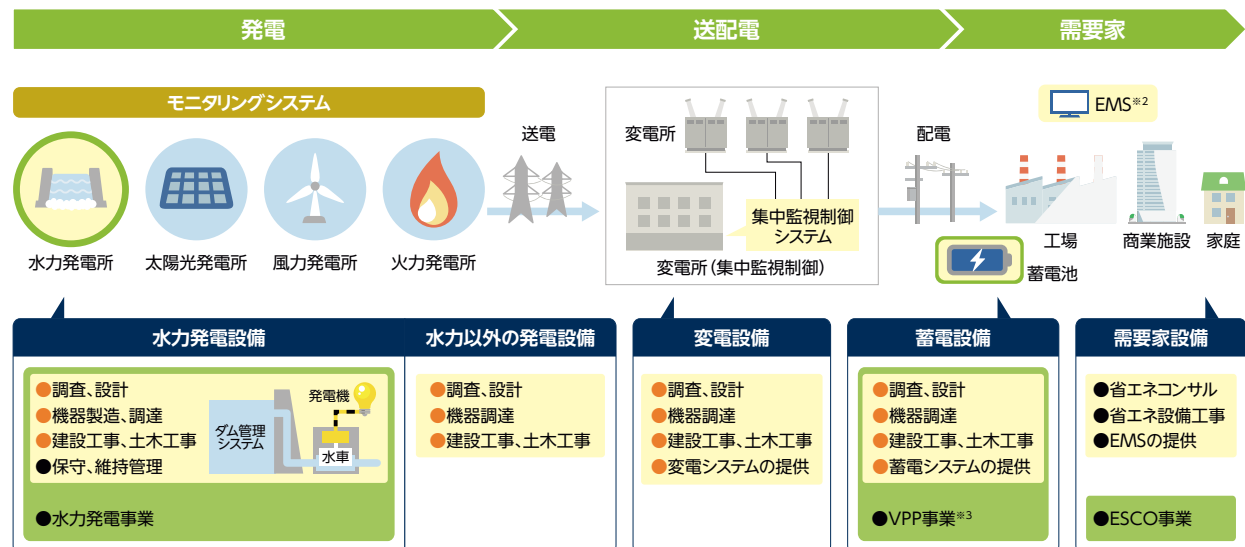 発電
送配電
需要家
モニタリングシステム
EMS※2
送電
変電所
配電
集中監視制御
システム
水力発電所
太陽光発電所
風力発電所
火力発電所
変電所（集中監視制御）
工場
商業施設
家庭
蓄電池
水力発電設備
●調査、設計
●機器製造、調達
●建設工事、土木工事
●保守、維持管理
発電機
ダム管理
システム
水車
●水力発電事業
水力以外の発電設備
●調査、設計
●機器調達
●建設工事、土木工事
変電設備
●調査、設計
●機器調達
●建設工事、土木工事
●変電システムの提供
蓄電設備
●調査、設計
●機器調達
●建設工事、土木工事
●蓄電システムの提供
●VPP事業※3
需要家設備
●省エネコンサル
●省エネ設備工事
●EMSの提供
●ESCO事業